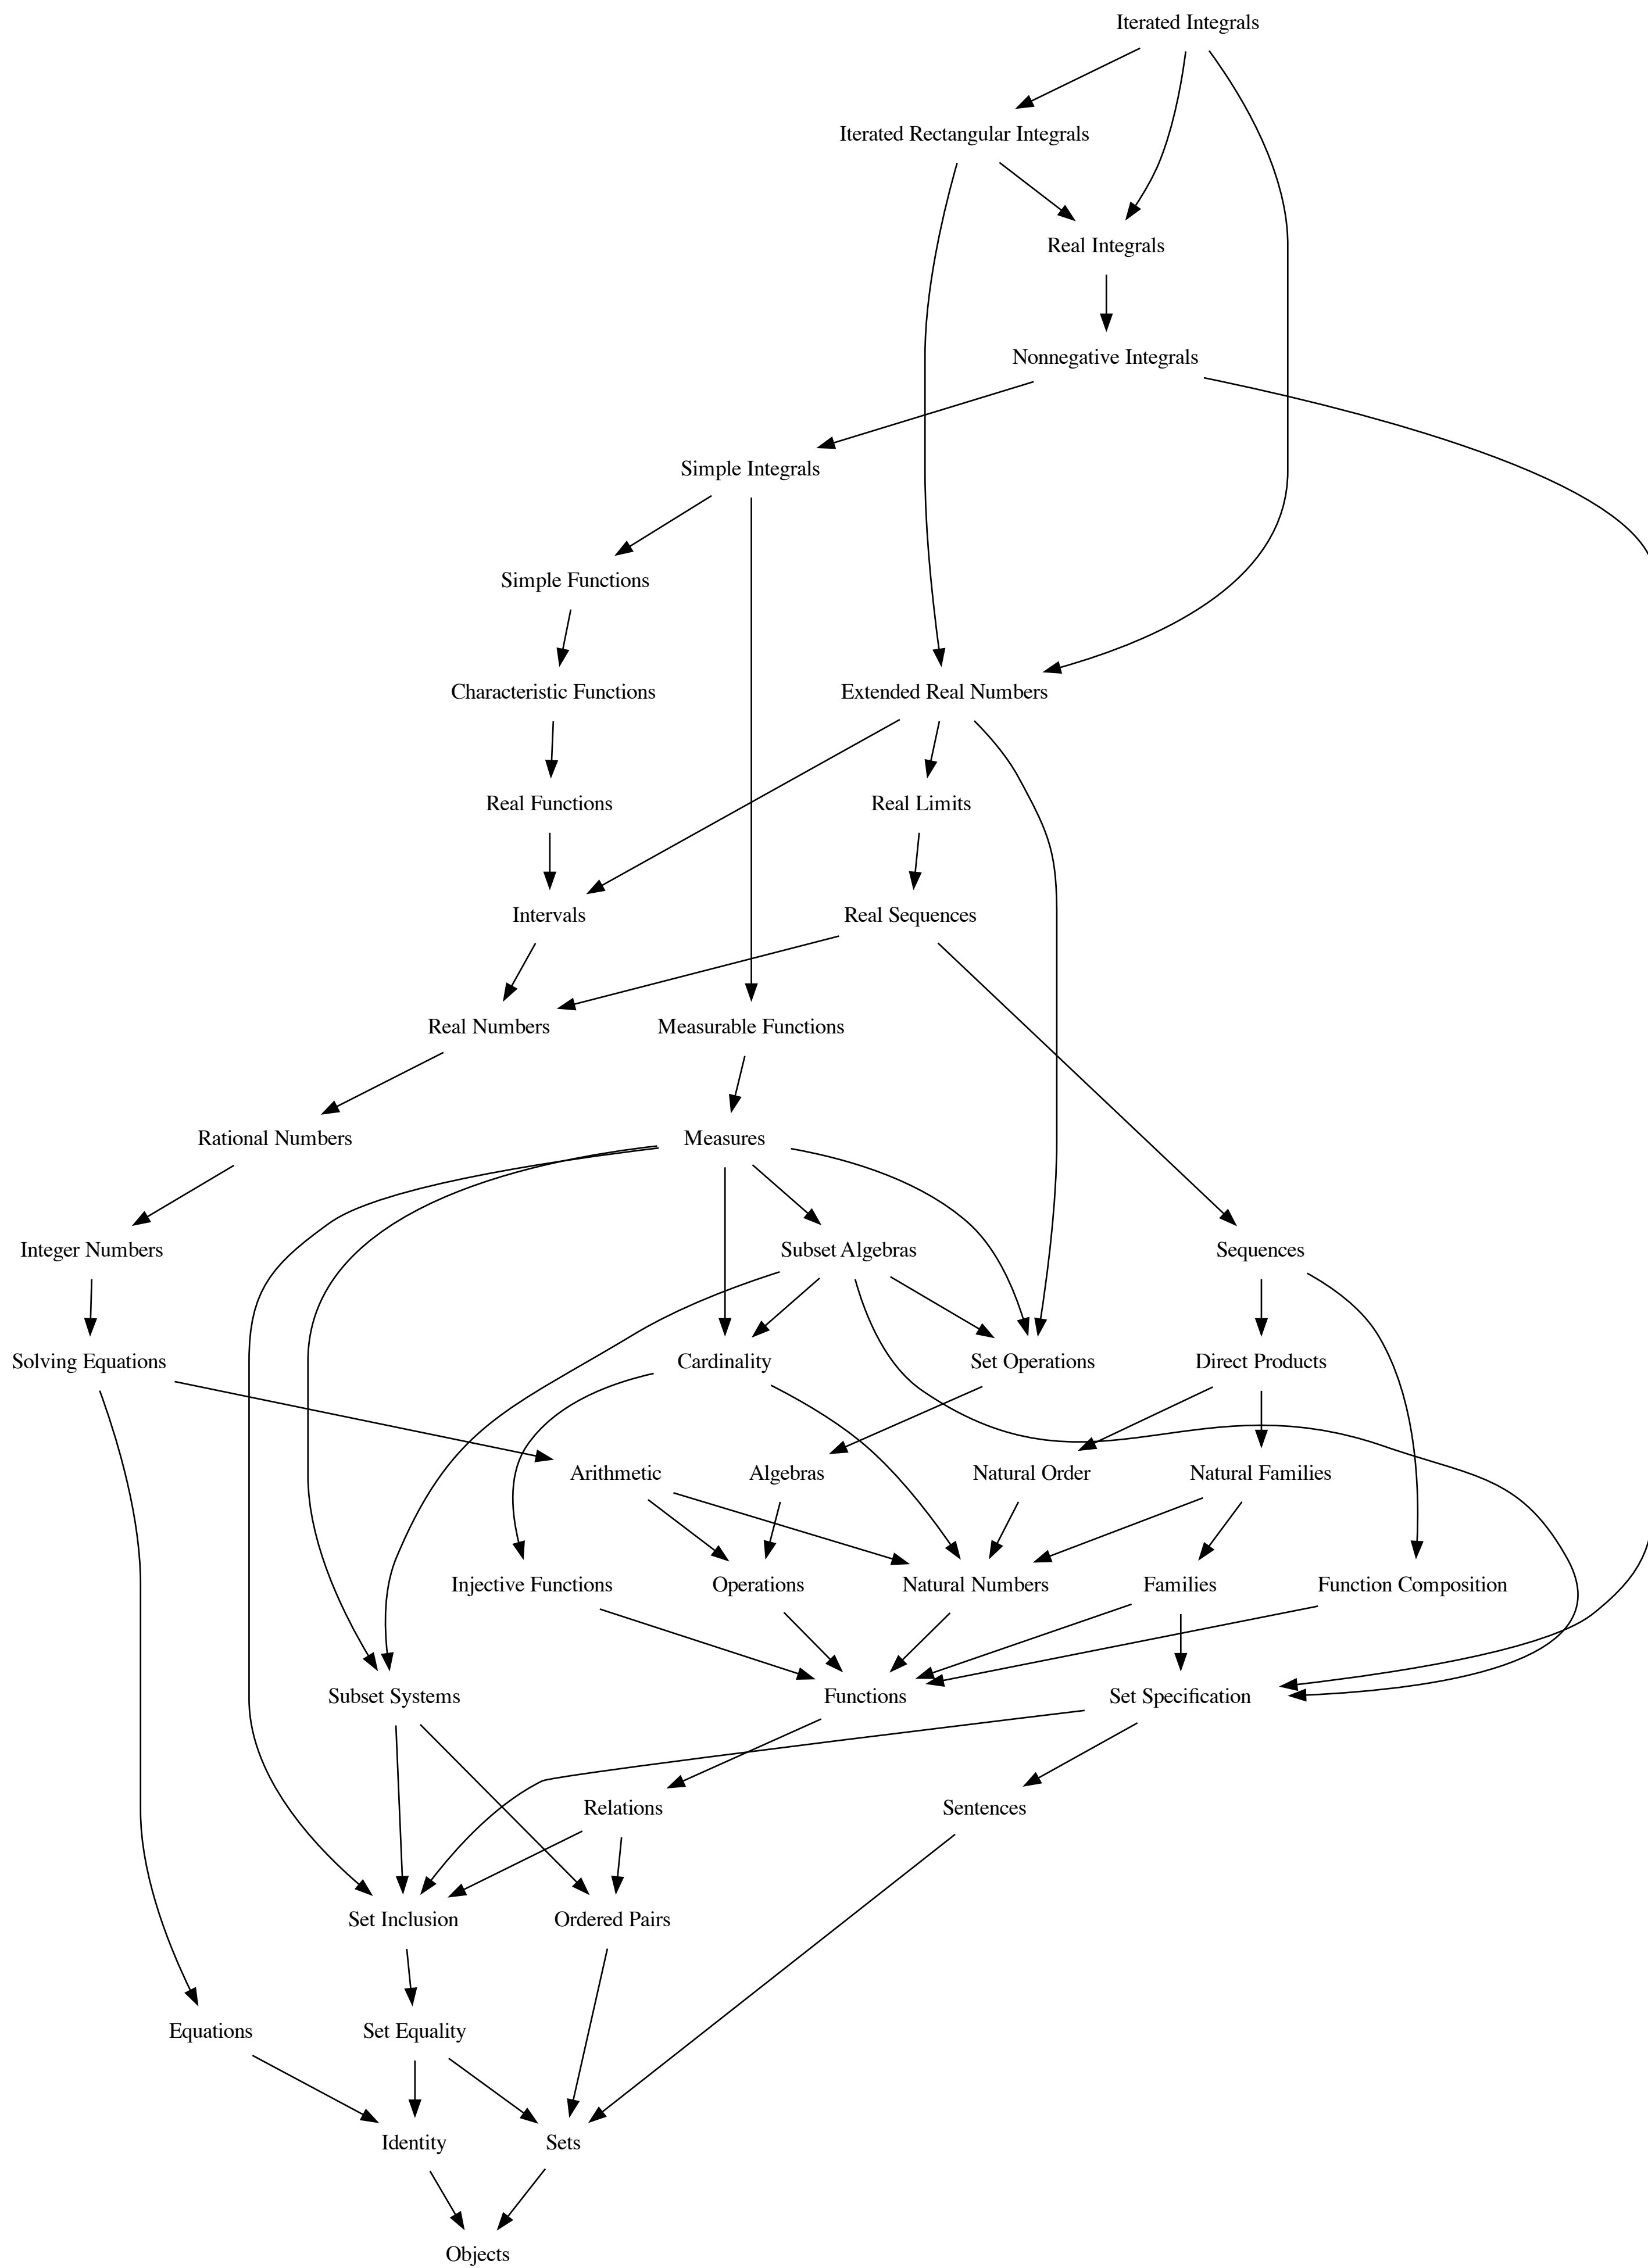 Iterated Integrals
Iterated Rectangular Integrals
Real Integrals
Nonnegative Integrals
Simple Integrals
Simple Functions
Characteristic Functions
Extended Real Numbers
Real Functions
Real Limits
Intervals
Real Sequences
Real Numbers
Measurable Functions
Rational Numbers
Measures
Integer Numbers
Subset Algebras
Sequences
Solving Equations
Cardinality
Set Operations
Direct Products
Arithmetic
Algebras
Natural Order
Natural Families
Injective Functions
Operations
Natural Numbers
Families
Function Composition
Subset Systems
Functions
Set Specification
Relations
Sentences
Set Inclusion
Ordered Pairs
Equations
Set Equality
Identity
Sets
Objects